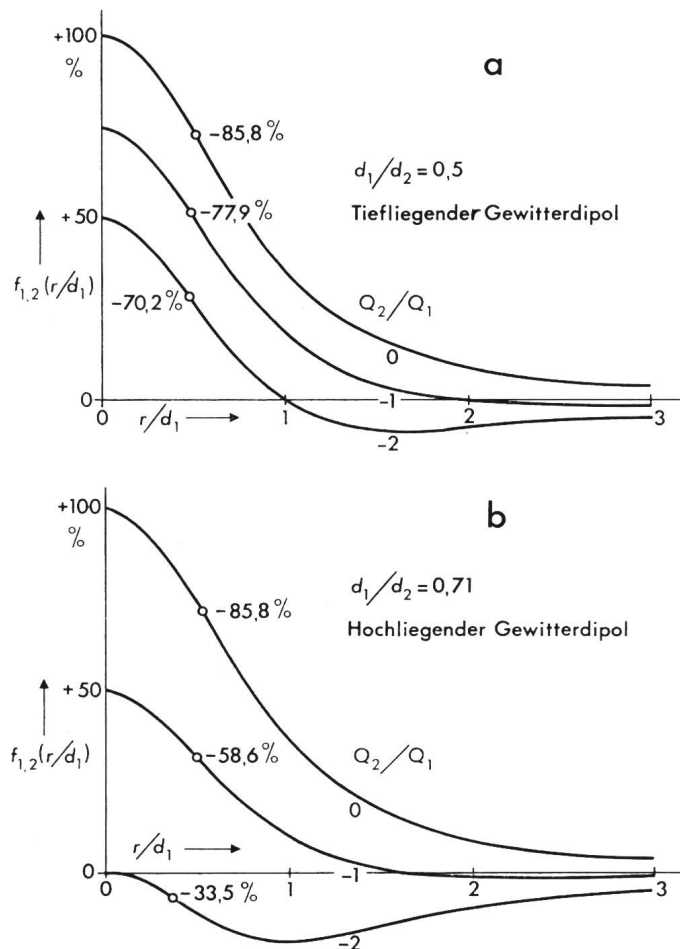 +100
%
a
-85,8 %
d₁/d₂ = 0,5
-77,9 %
Tiefliegender Gewitterdipol
+50
f₁,₂(r/d₁)
-70,2 %
Q₂/Q₁
0
0
-1
0 r/d₁ 1 2 3
-2
+100
%
b
d₁/d₂ = 0,71
-85,8 %
Hochliegender Gewitterdipol
+50
f₁,₂(r/d₁)
-58,6 %
Q₂/Q₁
0
r/d₁
0
-1
0 1 2 3
-33,5 %
-2